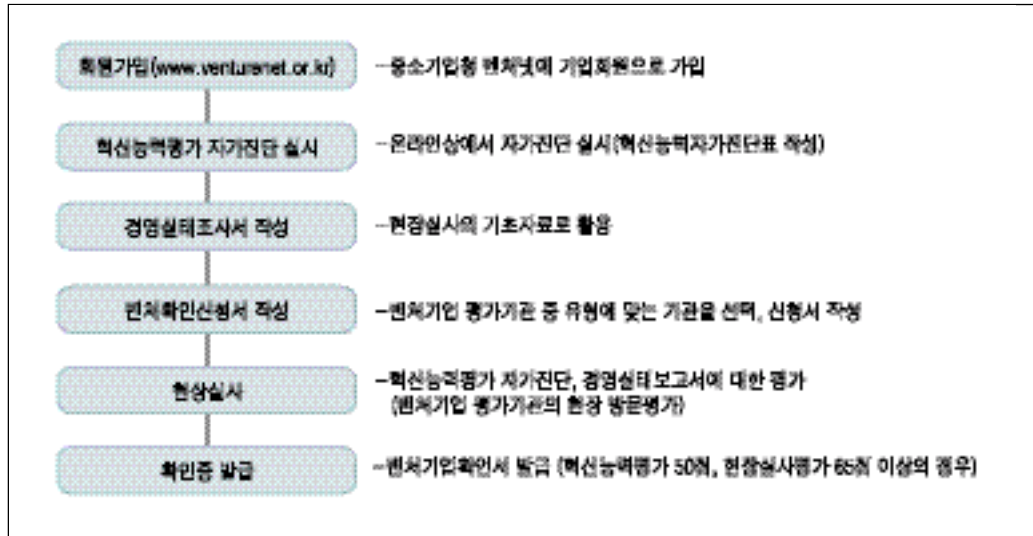 회원가입(www.venturenet.or.kr)
–중소기업청 벤처넷에 기업회원으로 가입
혁신능력평가 자가진단 실시
–온라인상에서 자가진단 실시(혁신능력자가진단표 작성)
경영실태조사서 작성
–현장실사의 기초자료로 활용
벤처확인신청서 작성
–벤처기업 평가기관 중 유형에 맞는 기관을 선택, 신청서 작성
현상실사
–혁신능력평가 자가진단, 경영실태보고서에 대한 평가
(벤처기업 평가기관의 현장 방문평가)
확인증 발급
–벤처기업확인서 발급 (혁신능력평가 50점, 현장실사평가 65점 이상의 경우)